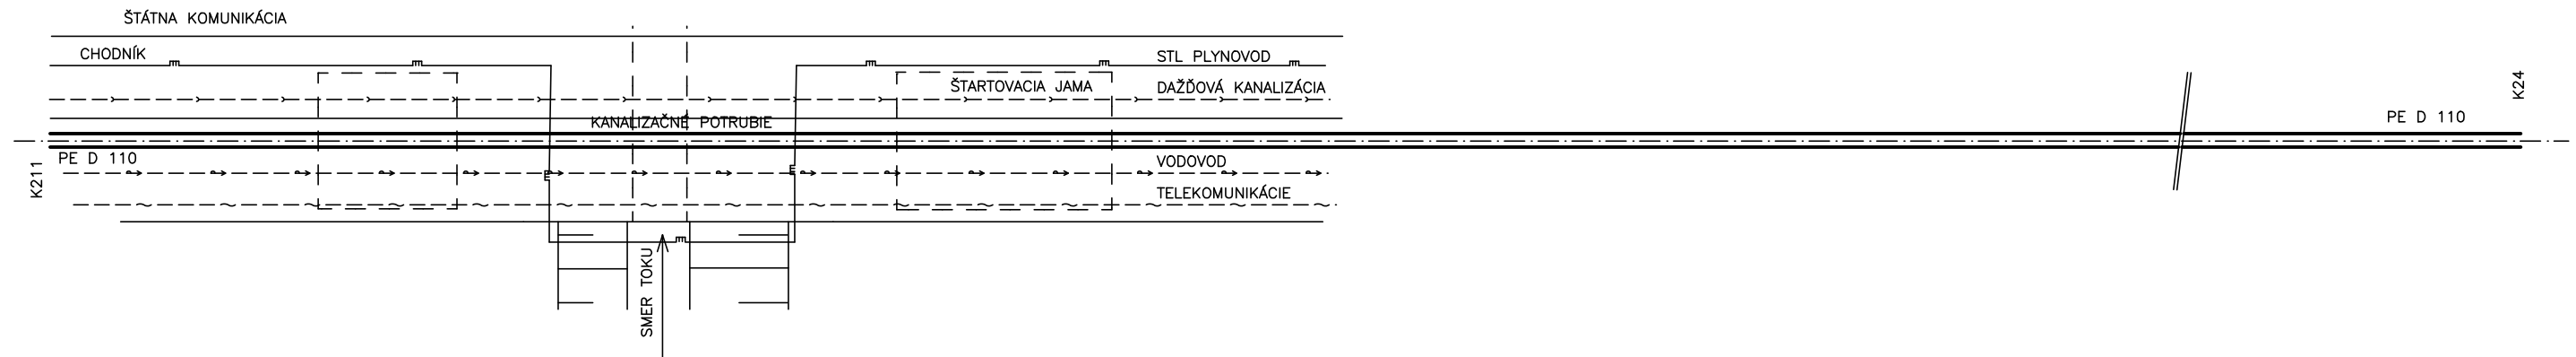 ŠTÁTNA KOMUNIKÁCIA
CHODNÍK
STL PLYNOVOD
ŠTARTOVACIA JAMA
DAŽĎOVÁ KANALIZÁCIA
K24
KANALIZAČNÉ POTRUBIE
PE D 110
PE D 110
K211
VODOVOD
TELEKOMUNIKÁCIE
SMER TOKU